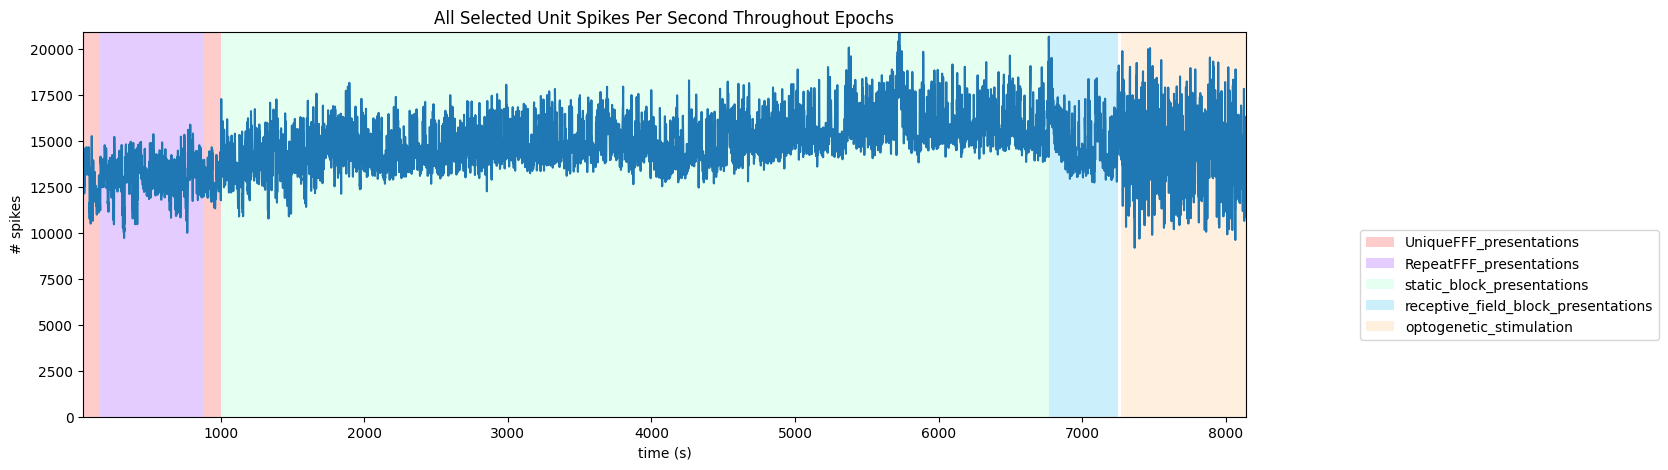 All Selected Unit Spikes Per Second Throughout Epochs
# spikes
20000
17500
15000
12500
10000
7500
5000
2500
0
1000 2000 3000 4000 5000 6000 7000 8000
time (s)
UniqueFFF_presentations
RepeatFFF_presentations
static_block_presentations
receptive_field_block_presentations
optogenetic_stimulation